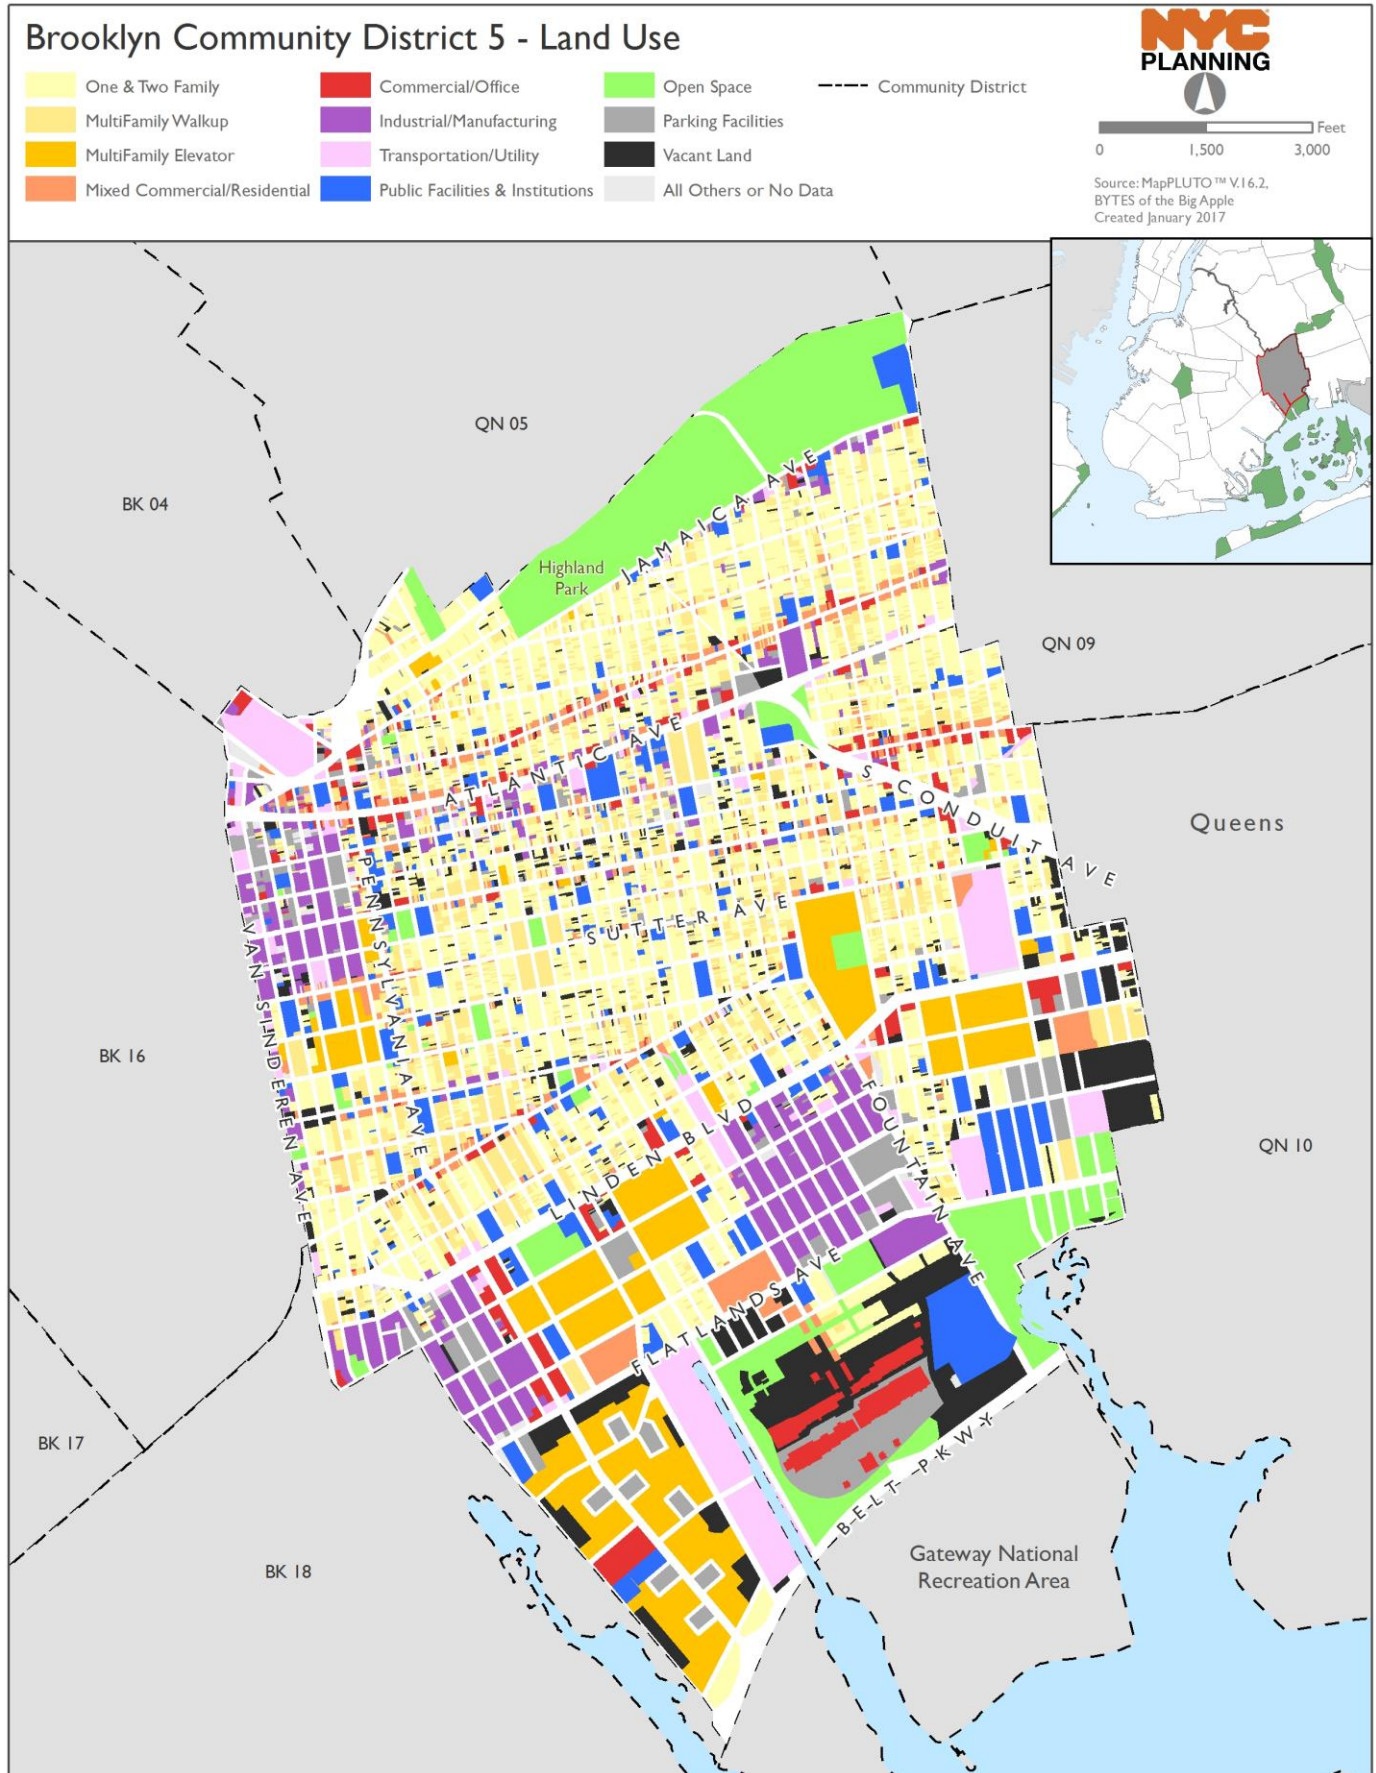 Brooklyn Community District 5 - Land Use
One & Two Family
MultiFamily Walkup
MultiFamily Elevator
Mixed Commercial/Residential
Commercial/Office
Industrial/Manufacturing
Transportation/Utility
Public Facilities & Institutions
Open Space
Parking Facilities
Vacant Land
All Others or No Data
Community District
NYC
PLANNING
Feet
0 1,500 3,000
Source: MapPLUTO™ V.16.2,
BYTES of the Big Apple
Created January 2017
QN 05
BK 04
Highland
Park
JAMAICA AVE
QN 09
ATLANTIC AVE
S CONDUIT AVE
Queens
PENNSYLVANIA AVE
SUTTER AVE
VAN SINDEREN AVE
BK 16
FOUNTAIN AVE
LINDEN BLVD
QN 10
FLATLANDS AVE
BK 17
BELT PKWY
Gateway National
Recreation Area
BK 18